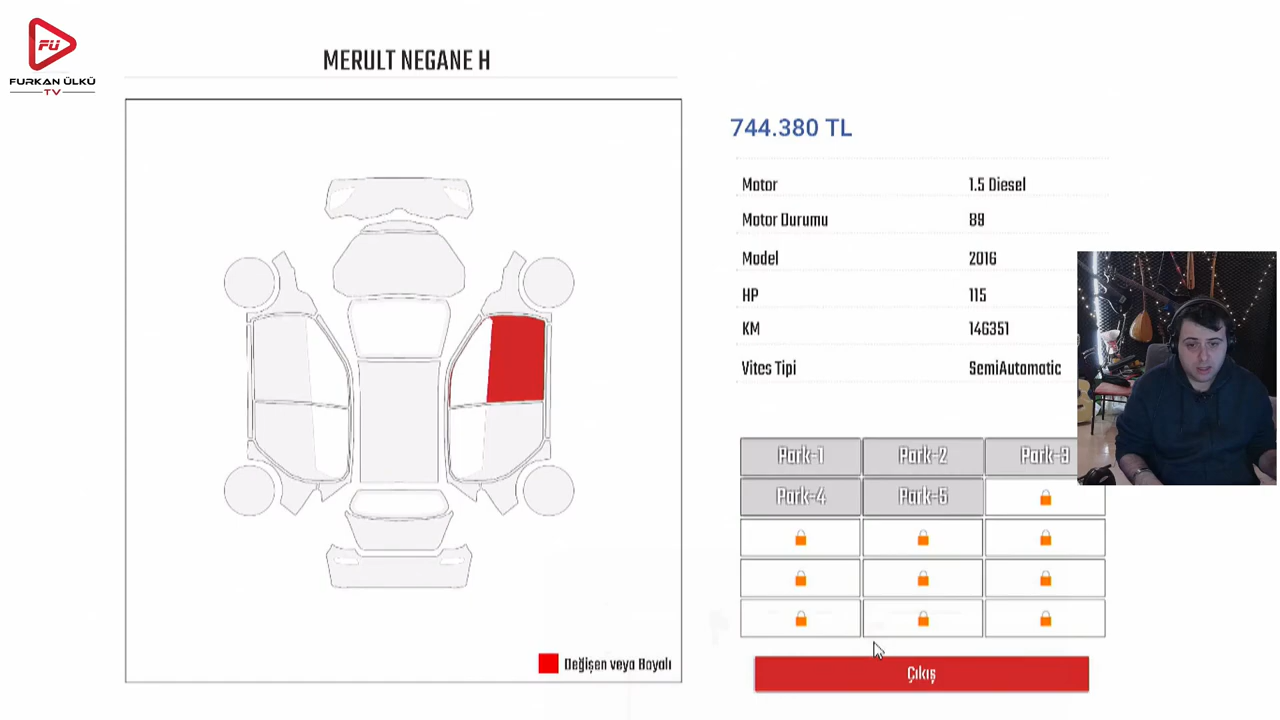 FU
FURKAN ÜLKÜ
TV
MERULT NEGANE H
744.380 TL
Motor 1.5 Diesel
Motor Durumu 89
Model 2016
HP 115
KM 146351
Vites Tipi SemiAutomatic
Park-1 Park-2 Park-3
Park-4 Park-5
Değişen veya Boyalı
Çıkış